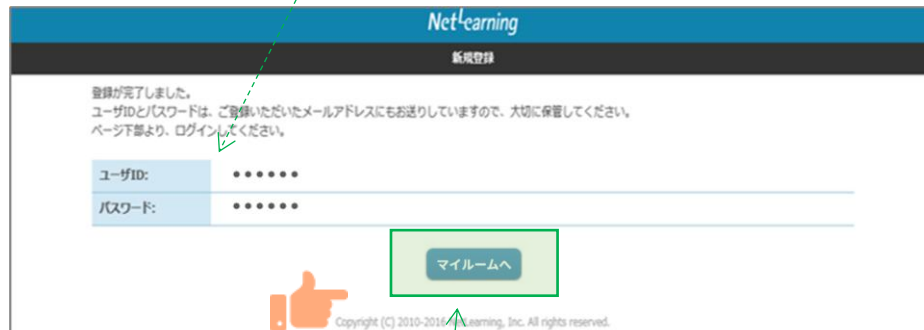 NetLearning
新規登録
登録が完了しました。
ユーザIDとパスワードは、ご登録いただいたメールアドレスにもお送りしていますので、大切に保管してください。
ページ下部より、ログインしてください。
ユーザID: ●●●●●●
パスワード: ●●●●●●
マイルームへ
Copyright (C) 2010-2016 NetLearning, Inc. All rights reserved.